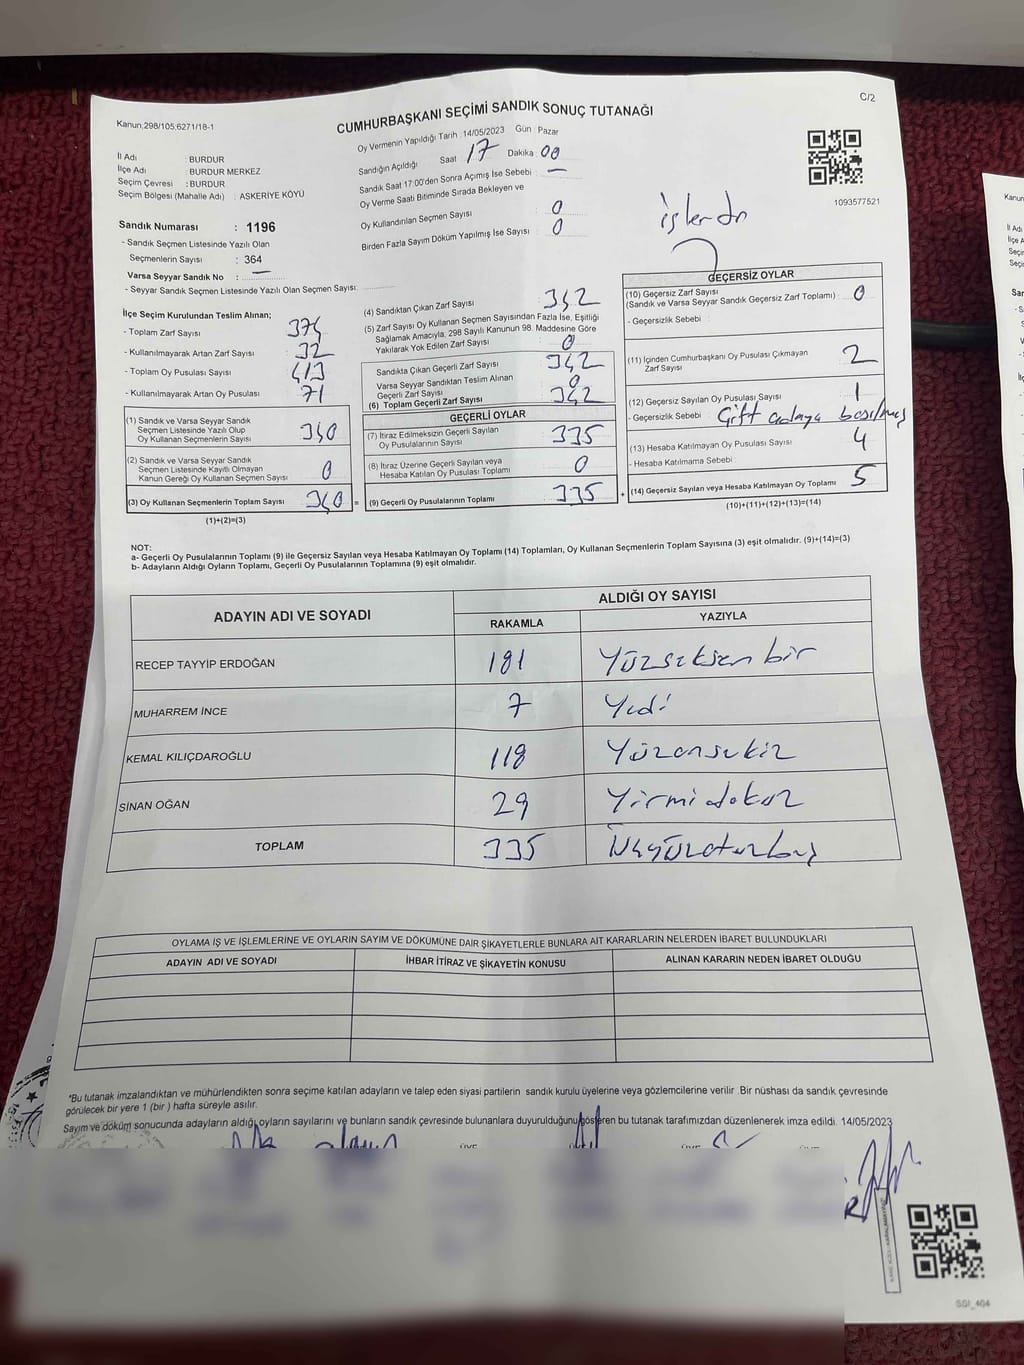 C/2
Kanun,298/105,6271/18-1
CUMHURBAŞKANI SEÇİMİ SANDIK SONUÇ TUTANAĞI
Oy Vermenin Yapıldığı Tarih :14/05/2023 Gün : Pazar
Sandığın Açıldığı Saat 17 Dakika : 00
Sandık Saat 17:00'den Sonra Açımış İse Sebebi : —
Oy Verme Saati Bitiminde Sırada Bekleyen ve
Oy Kullandırılan Seçmen Sayısı : 0
Birden Fazla Sayım Döküm Yapılmış İse Sayısı : 0
1093577521
İl Adı : BURDUR
İlçe Adı : BURDUR MERKEZ
Seçim Çevresi : BURDUR
Seçim Bölgesi (Mahalle Adı) : ASKERİYE KÖYÜ
Sandık Numarası : 1196
- Sandık Seçmen Listesinde Yazılı Olan
Seçmenlerin Sayısı : 364
Varsa Seyyar Sandık No : —
- Seyyar Sandık Seçmen Listesinde Yazılı Olan Seçmen Sayısı:
İlçe Seçim Kurulundan Teslim Alınan;
- Toplam Zarf Sayısı
- Kullanılmayarak Artan Zarf Sayısı 32
- Toplam Oy Pusulası Sayısı 413
- Kullanılmayarak Artan Oy Pusulası 71
(1) Sandık ve Varsa Seyyar Sandık
Seçmen Listesinde Yazılı Olup
Oy Kullanan Seçmenlerin Sayısı 340
(2) Sandık ve Varsa Seyyar Sandık
Seçmen Listesinde Kayıtlı Olmayan
Kanun Gereği Oy Kullanan Seçmen Sayısı 0
(3) Oy Kullanan Seçmenlerin Toplam Sayısı 340 =
(1)+(2)=(3)
(4) Sandıktan Çıkan Zarf Sayısı 342
(5) Zarf Sayısı Oy Kullanan Seçmen Sayısından Fazla İse, Eşitliği
Sağlamak Amacıyla, 298 Sayılı Kanunun 98. Maddesine Göre
Yakılarak Yok Edilen Zarf Sayısı 0
Sandıkta Çıkan Geçerli Zarf Sayısı 342
Varsa Seyyar Sandıktan Teslim Alınan
Geçerli Zarf Sayısı 0
(6) Toplam Geçerli Zarf Sayısı 342
GEÇERLİ OYLAR
(7) İtiraz Edilmeksizin Geçerli Sayılan
Oy Pusulalarının Sayısı 335
(8) İtiraz Üzerine Geçerli Sayılan veya
Hesaba Katılan Oy Pusulası Toplamı 0
(9) Geçerli Oy Pusulalarının Toplamı 335 +
GEÇERSİZ OYLAR
(10) Geçersiz Zarf Sayısı
(Sandık ve Varsa Seyyar Sandık Geçersiz Zarf Toplamı) 0
- Geçersizlik Sebebi :
(11) İçinden Cumhurbaşkanı Oy Pusulası Çıkmayan
Zarf Sayısı 2
(12) Geçersiz Sayılan Oy Pusulası Sayısı 1
- Geçersizlik Sebebi : Çift adaya basılmış
(13) Hesaba Katılmayan Oy Pusulası Sayısı 4
- Hesaba Katılmama Sebebi :
(14) Geçersiz Sayılan veya Hesaba Katılmayan Oy Toplamı 5
(10)+(11)+(12)+(13)=(14)
NOT:
a- Geçerli Oy Pusulalarının Toplamı (9) ile Geçersiz Sayılan veya Hesaba Katılmayan Oy Toplamı (14) Toplamları, Oy Kullanan Seçmenlerin Toplam Sayısına (3) eşit olmalıdır. (9)+(14)=(3)
b- Adayların Aldığı Oyların Toplamı, Geçerli Oy Pusulalarının Toplamına (9) eşit olmalıdır.
ADAYIN ADI VE SOYADI ALDIĞI OY SAYISI
RAKAMLA YAZIYLA
RECEP TAYYİP ERDOĞAN 181 Yüzseksen bir
MUHARREM İNCE 7 Yedi
KEMAL KILIÇDAROĞLU 118 Yüzonsekiz
SİNAN OĞAN 29 Yirmidokuz
TOPLAM 335 Üçyüzotuzbeş
OYLAMA İŞ VE İŞLEMLERİNE VE OYLARIN SAYIM VE DÖKÜMÜNE DAİR ŞİKAYETLERLE BUNLARA AİT KARARLARIN NELERDEN İBARET BULUNDUKLARI
ADAYIN ADI VE SOYADI İHBAR İTİRAZ VE ŞİKAYETİN KONUSU ALINAN KARARIN NEDEN İBARET OLDUĞU
*Bu tutanak imzalandıktan ve mühürlendikten sonra seçime katılan adayların ve talep eden siyasi partilerin sandık kurulu üyelerine veya gözlemcilerine verilir. Bir nüshası da sandık çevresinde
görülecek bir yere 1 (bir) hafta süreyle asılır.
Sayım ve döküm sonucunda adayların aldığı oyların sayılarını ve bunların sandık çevresinde bulunanlara duyurulduğunu gösteren bu tutanak tarafımızdan düzenlenerek imza edildi. 14/05/2023
SGI_404